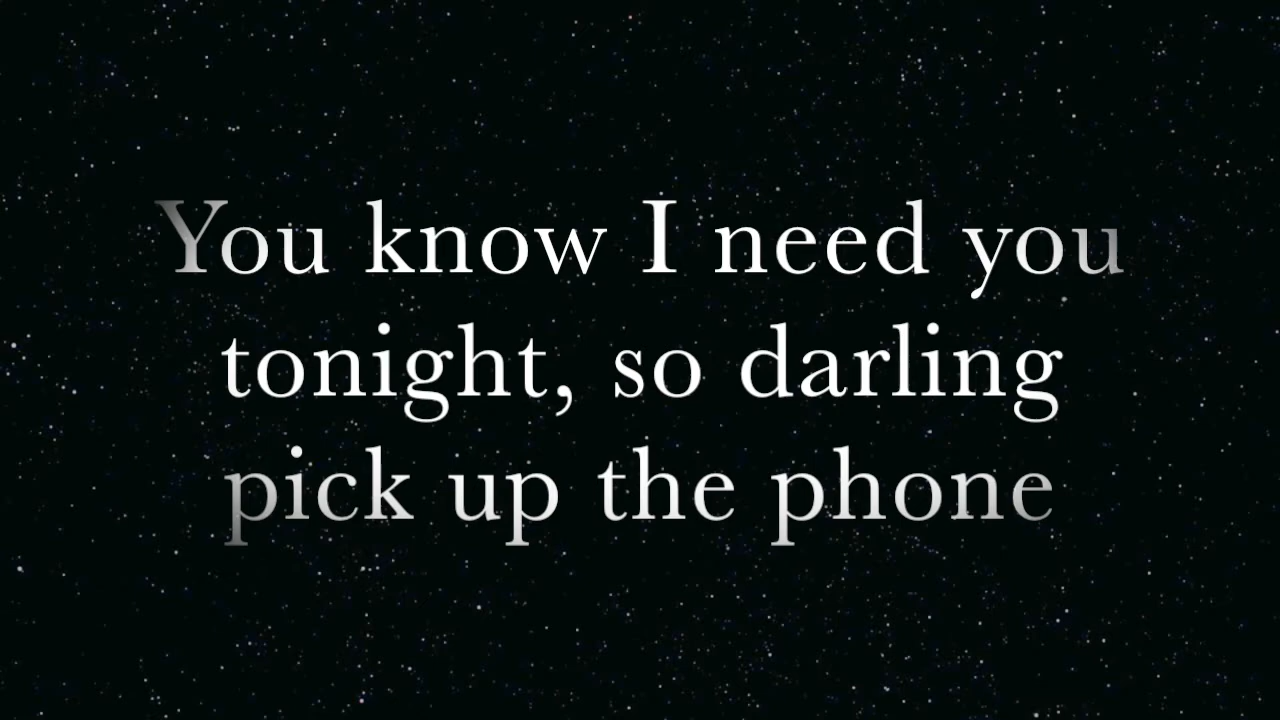 You know I need you
tonight, so darling
pick up the phone